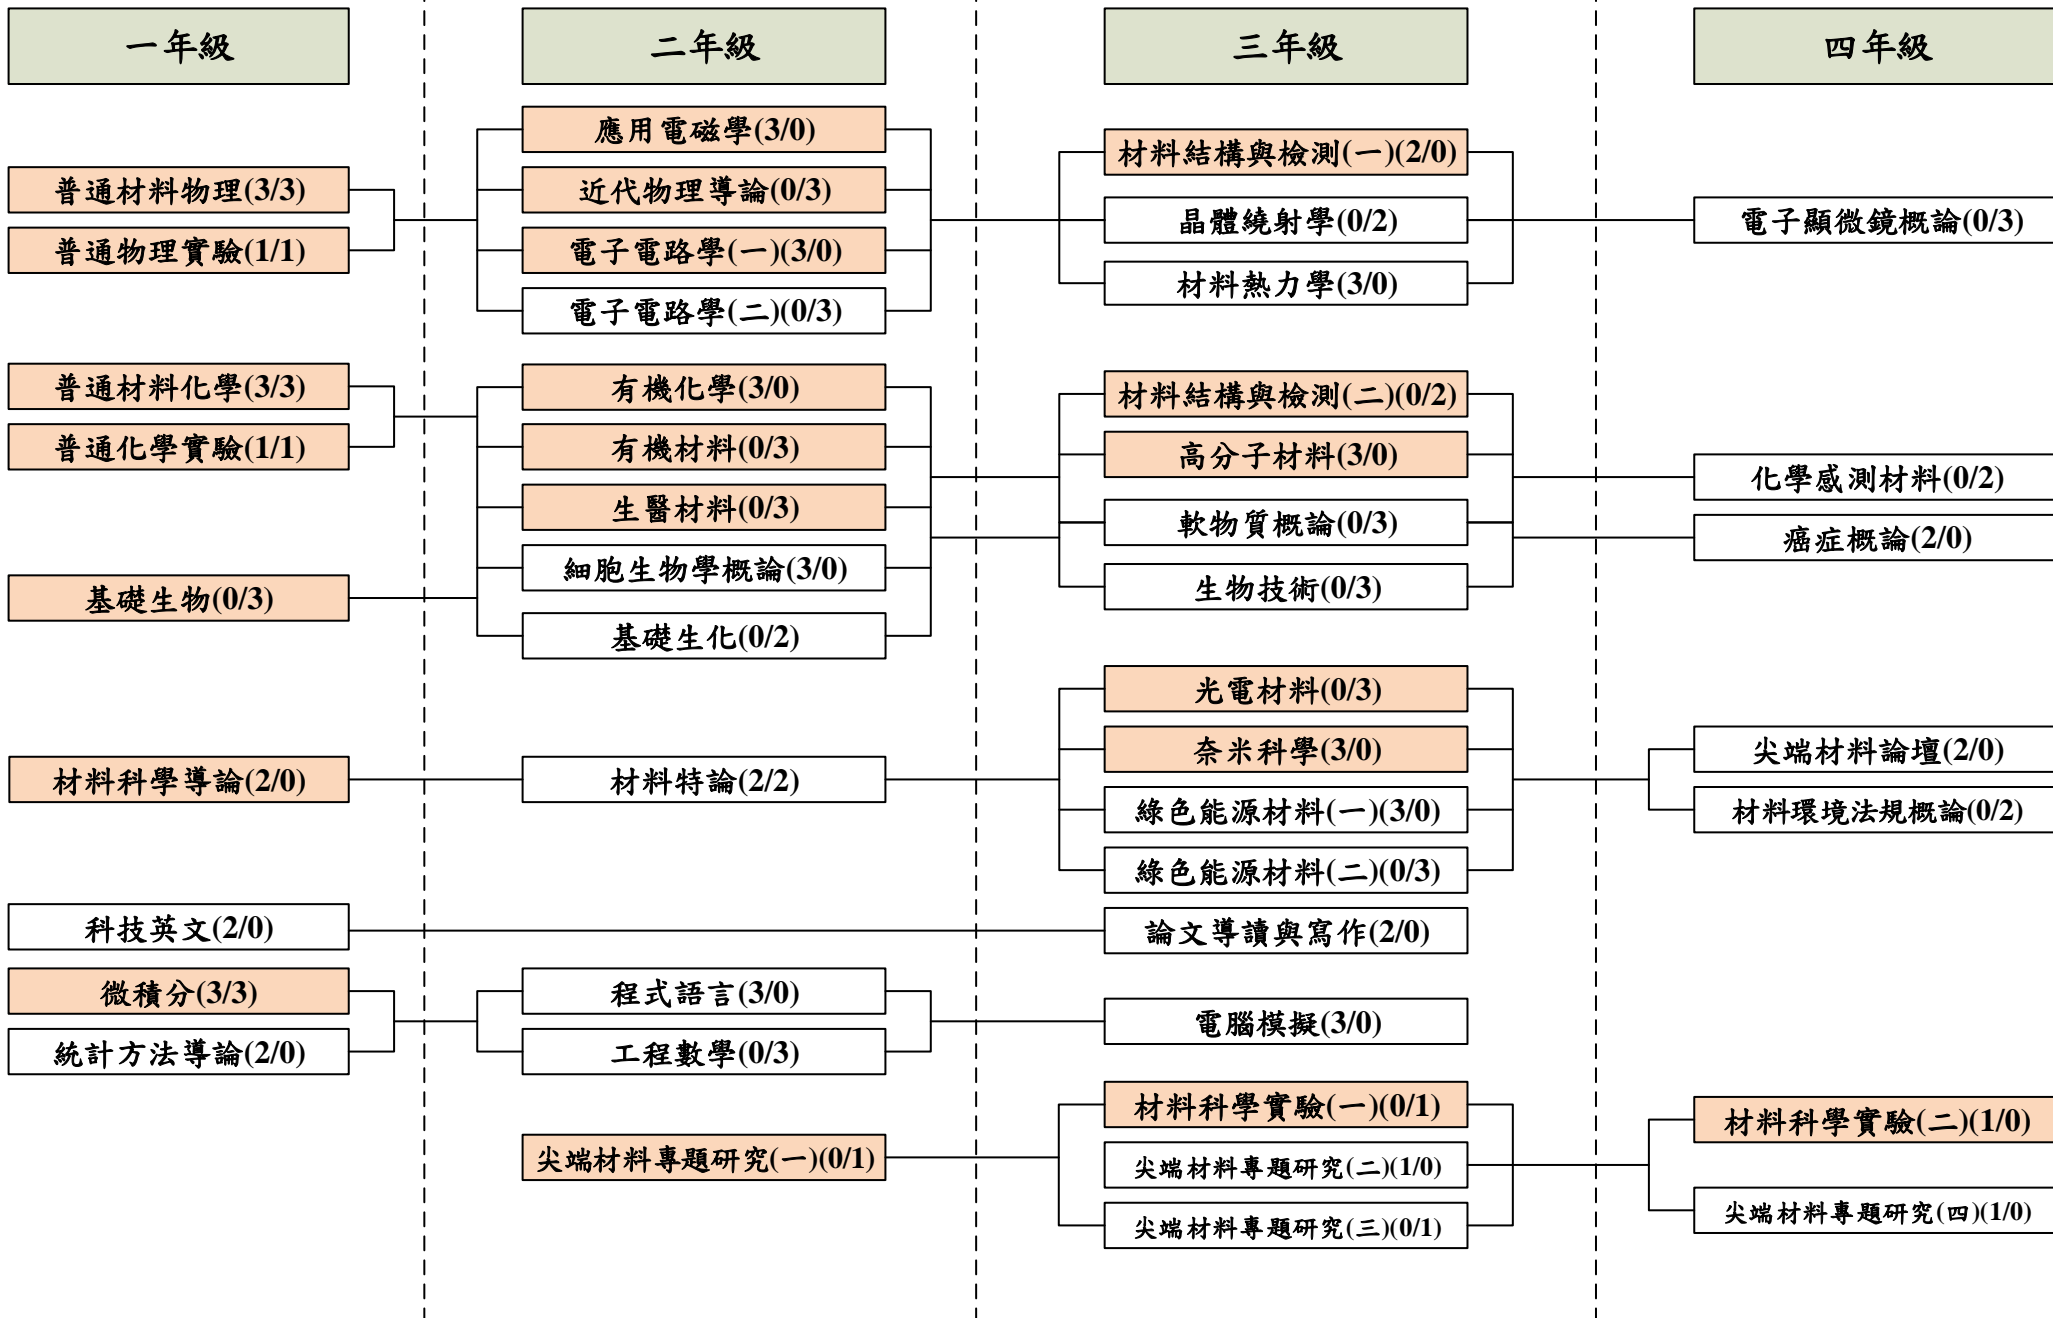 一年級
二年級
三年級
四年級
普通材料物理(3/3)
普通物理實驗(1/1)
普通材料化學(3/3)
普通化學實驗(1/1)
基礎生物(0/3)
材料科學導論(2/0)
科技英文(2/0)
微積分(3/3)
統計方法導論(2/0)
應用電磁學(3/0)
近代物理導論(0/3)
電子電路學(一)(3/0)
電子電路學(二)(0/3)
有機化學(3/0)
有機材料(0/3)
生醫材料(0/3)
細胞生物學概論(3/0)
基礎生化(0/2)
材料特論(2/2)
程式語言(3/0)
工程數學(0/3)
尖端材料專題研究(一)(0/1)
材料結構與檢測(一)(2/0)
晶體繞射學(0/2)
材料熱力學(3/0)
材料結構與檢測(二)(0/2)
高分子材料(3/0)
軟物質概論(0/3)
生物技術(0/3)
光電材料(0/3)
奈米科學(3/0)
綠色能源材料(一)(3/0)
綠色能源材料(二)(0/3)
論文導讀與寫作(2/0)
電腦模擬(3/0)
材料科學實驗(一)(0/1)
尖端材料專題研究(二)(1/0)
尖端材料專題研究(三)(0/1)
電子顯微鏡概論(0/3)
化學感測材料(0/2)
癌症概論(2/0)
尖端材料論壇(2/0)
材料環境法規概論(0/2)
材料科學實驗(二)(1/0)
尖端材料專題研究(四)(1/0)